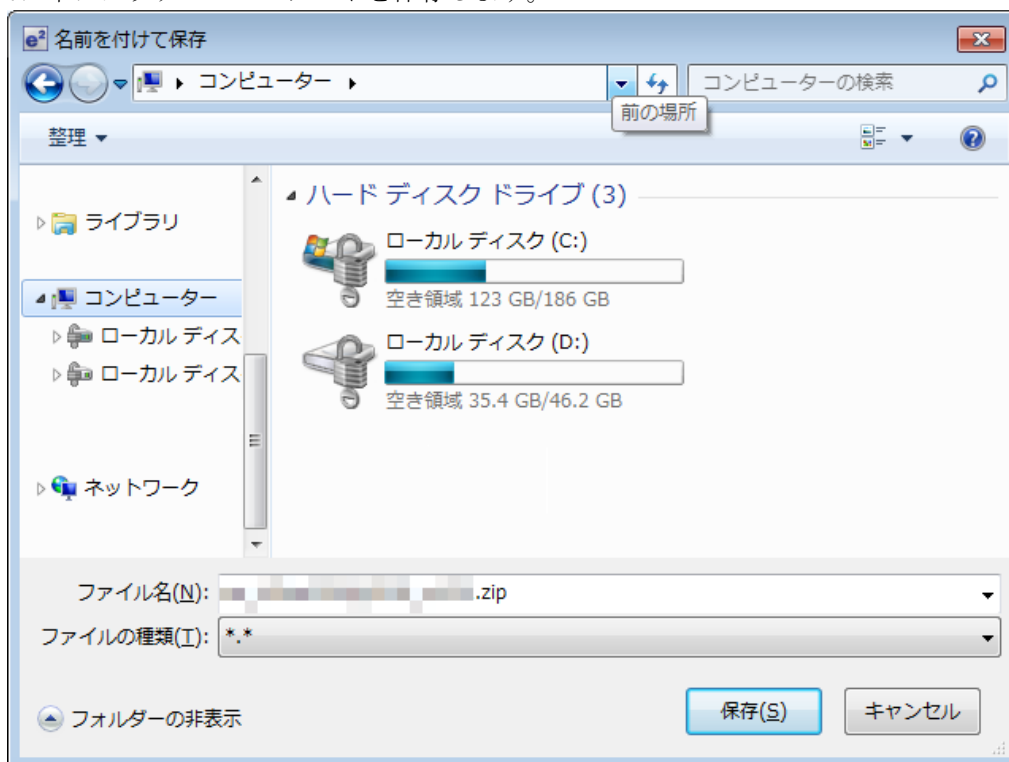 名前を付けて保存
コンピューター
コンピューターの検索
前の場所
整理
ハード ディスク ドライブ (3)
ライブラリ
ローカル ディスク (C:)
空き領域 123 GB/186 GB
コンピューター
ローカル ディス
ローカル ディスク (D:)
ローカル ディス
空き領域 35.4 GB/46.2 GB
ネットワーク
ファイル名(N): .zip
ファイルの種類(T): *.*
フォルダーの非表示
保存(S)
キャンセル